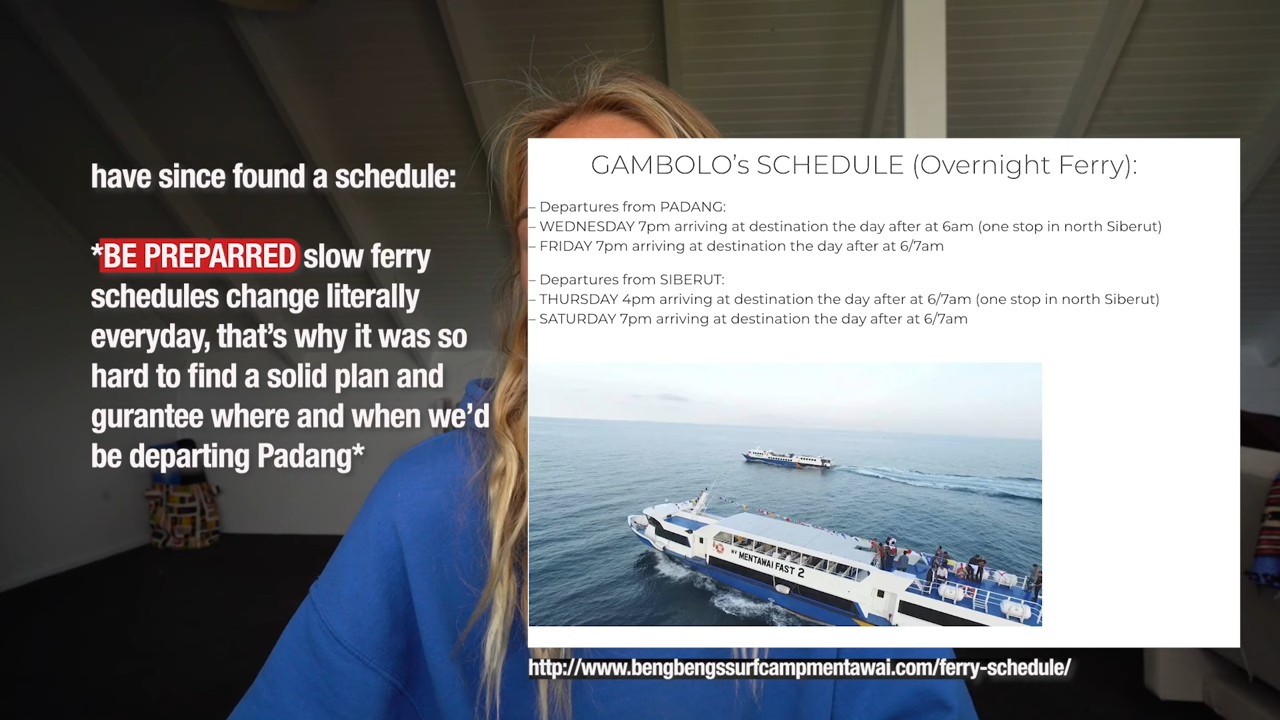 have since found a schedule:
*BE PREPARRED slow ferry
schedules change literally
everyday, that's why it was so
hard to find a solid plan and
gurantee where and when we'd
be departing Padang*
GAMBOLO's SCHEDULE (Overnight Ferry):
– Departures from PADANG:
– WEDNESDAY 7pm arriving at destination the day after at 6am (one stop in north Siberut)
– FRIDAY 7pm arriving at destination the day after at 6/7am
– Departures from SIBERUT:
– THURSDAY 4pm arriving at destination the day after at 6/7am (one stop in north Siberut)
– SATURDAY 7pm arriving at destination the day after at 6/7am
MV MENTAWAI FAST 2
http://www.bengbengssurfcampmentawai.com/ferry-schedule/